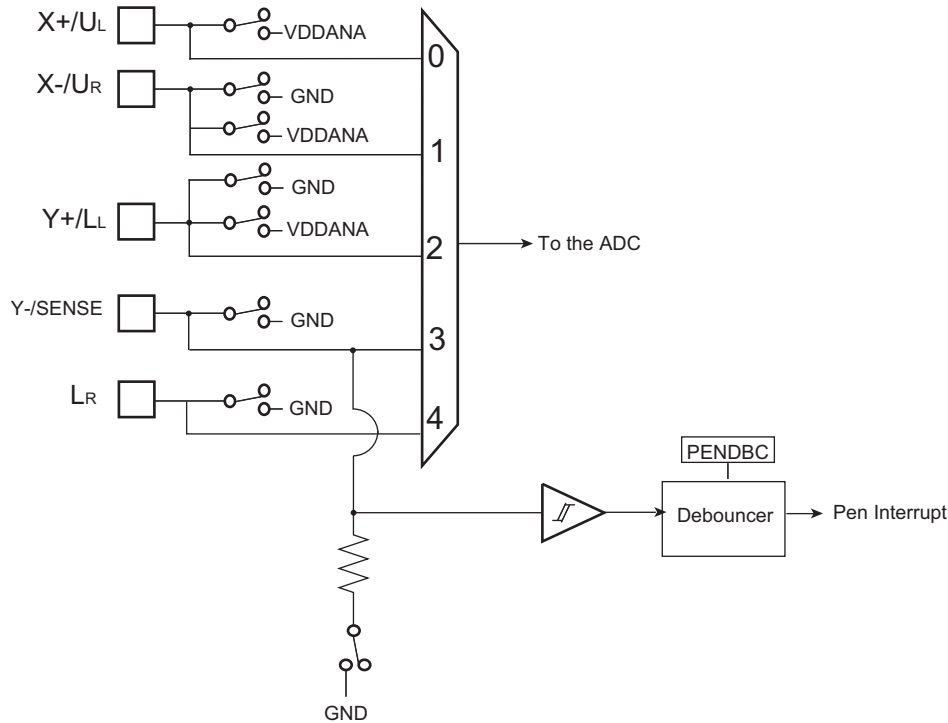 X+/UL
VDDANA
0
X-/UR
GND
VDDANA
1
GND
Y+/LL
VDDANA
2
To the ADC
Y-/SENSE
GND
3
LR
GND
4
PENDBC
Debouncer
Pen Interrupt
GND